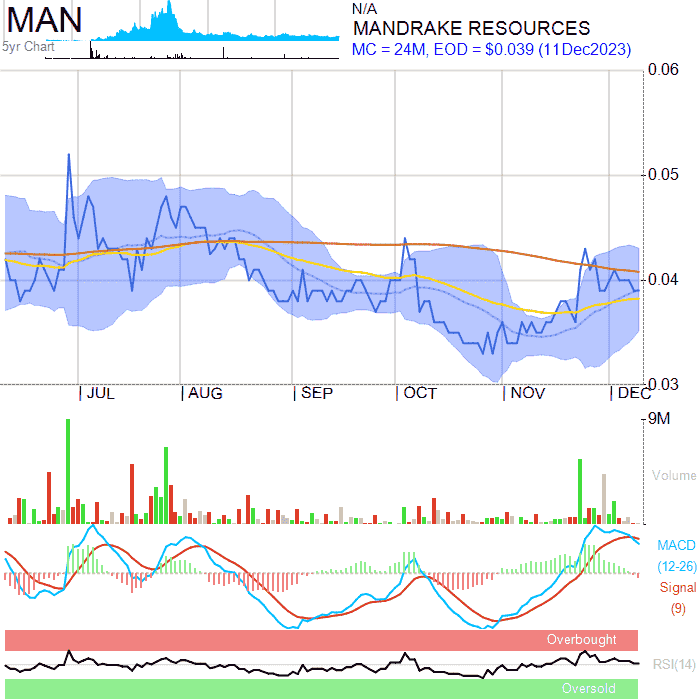 MAN
5yr Chart
N/A
MANDRAKE RESOURCES
MC = 24M, EOD = $0.039 (11Dec2023)
0.06
0.05
0.04
0.03
| JUL | AUG | SEP | OCT | NOV | DEC
9M
Volume
MACD
(12-26)
Signal
(9)
Overbought
RSI(14)
Oversold